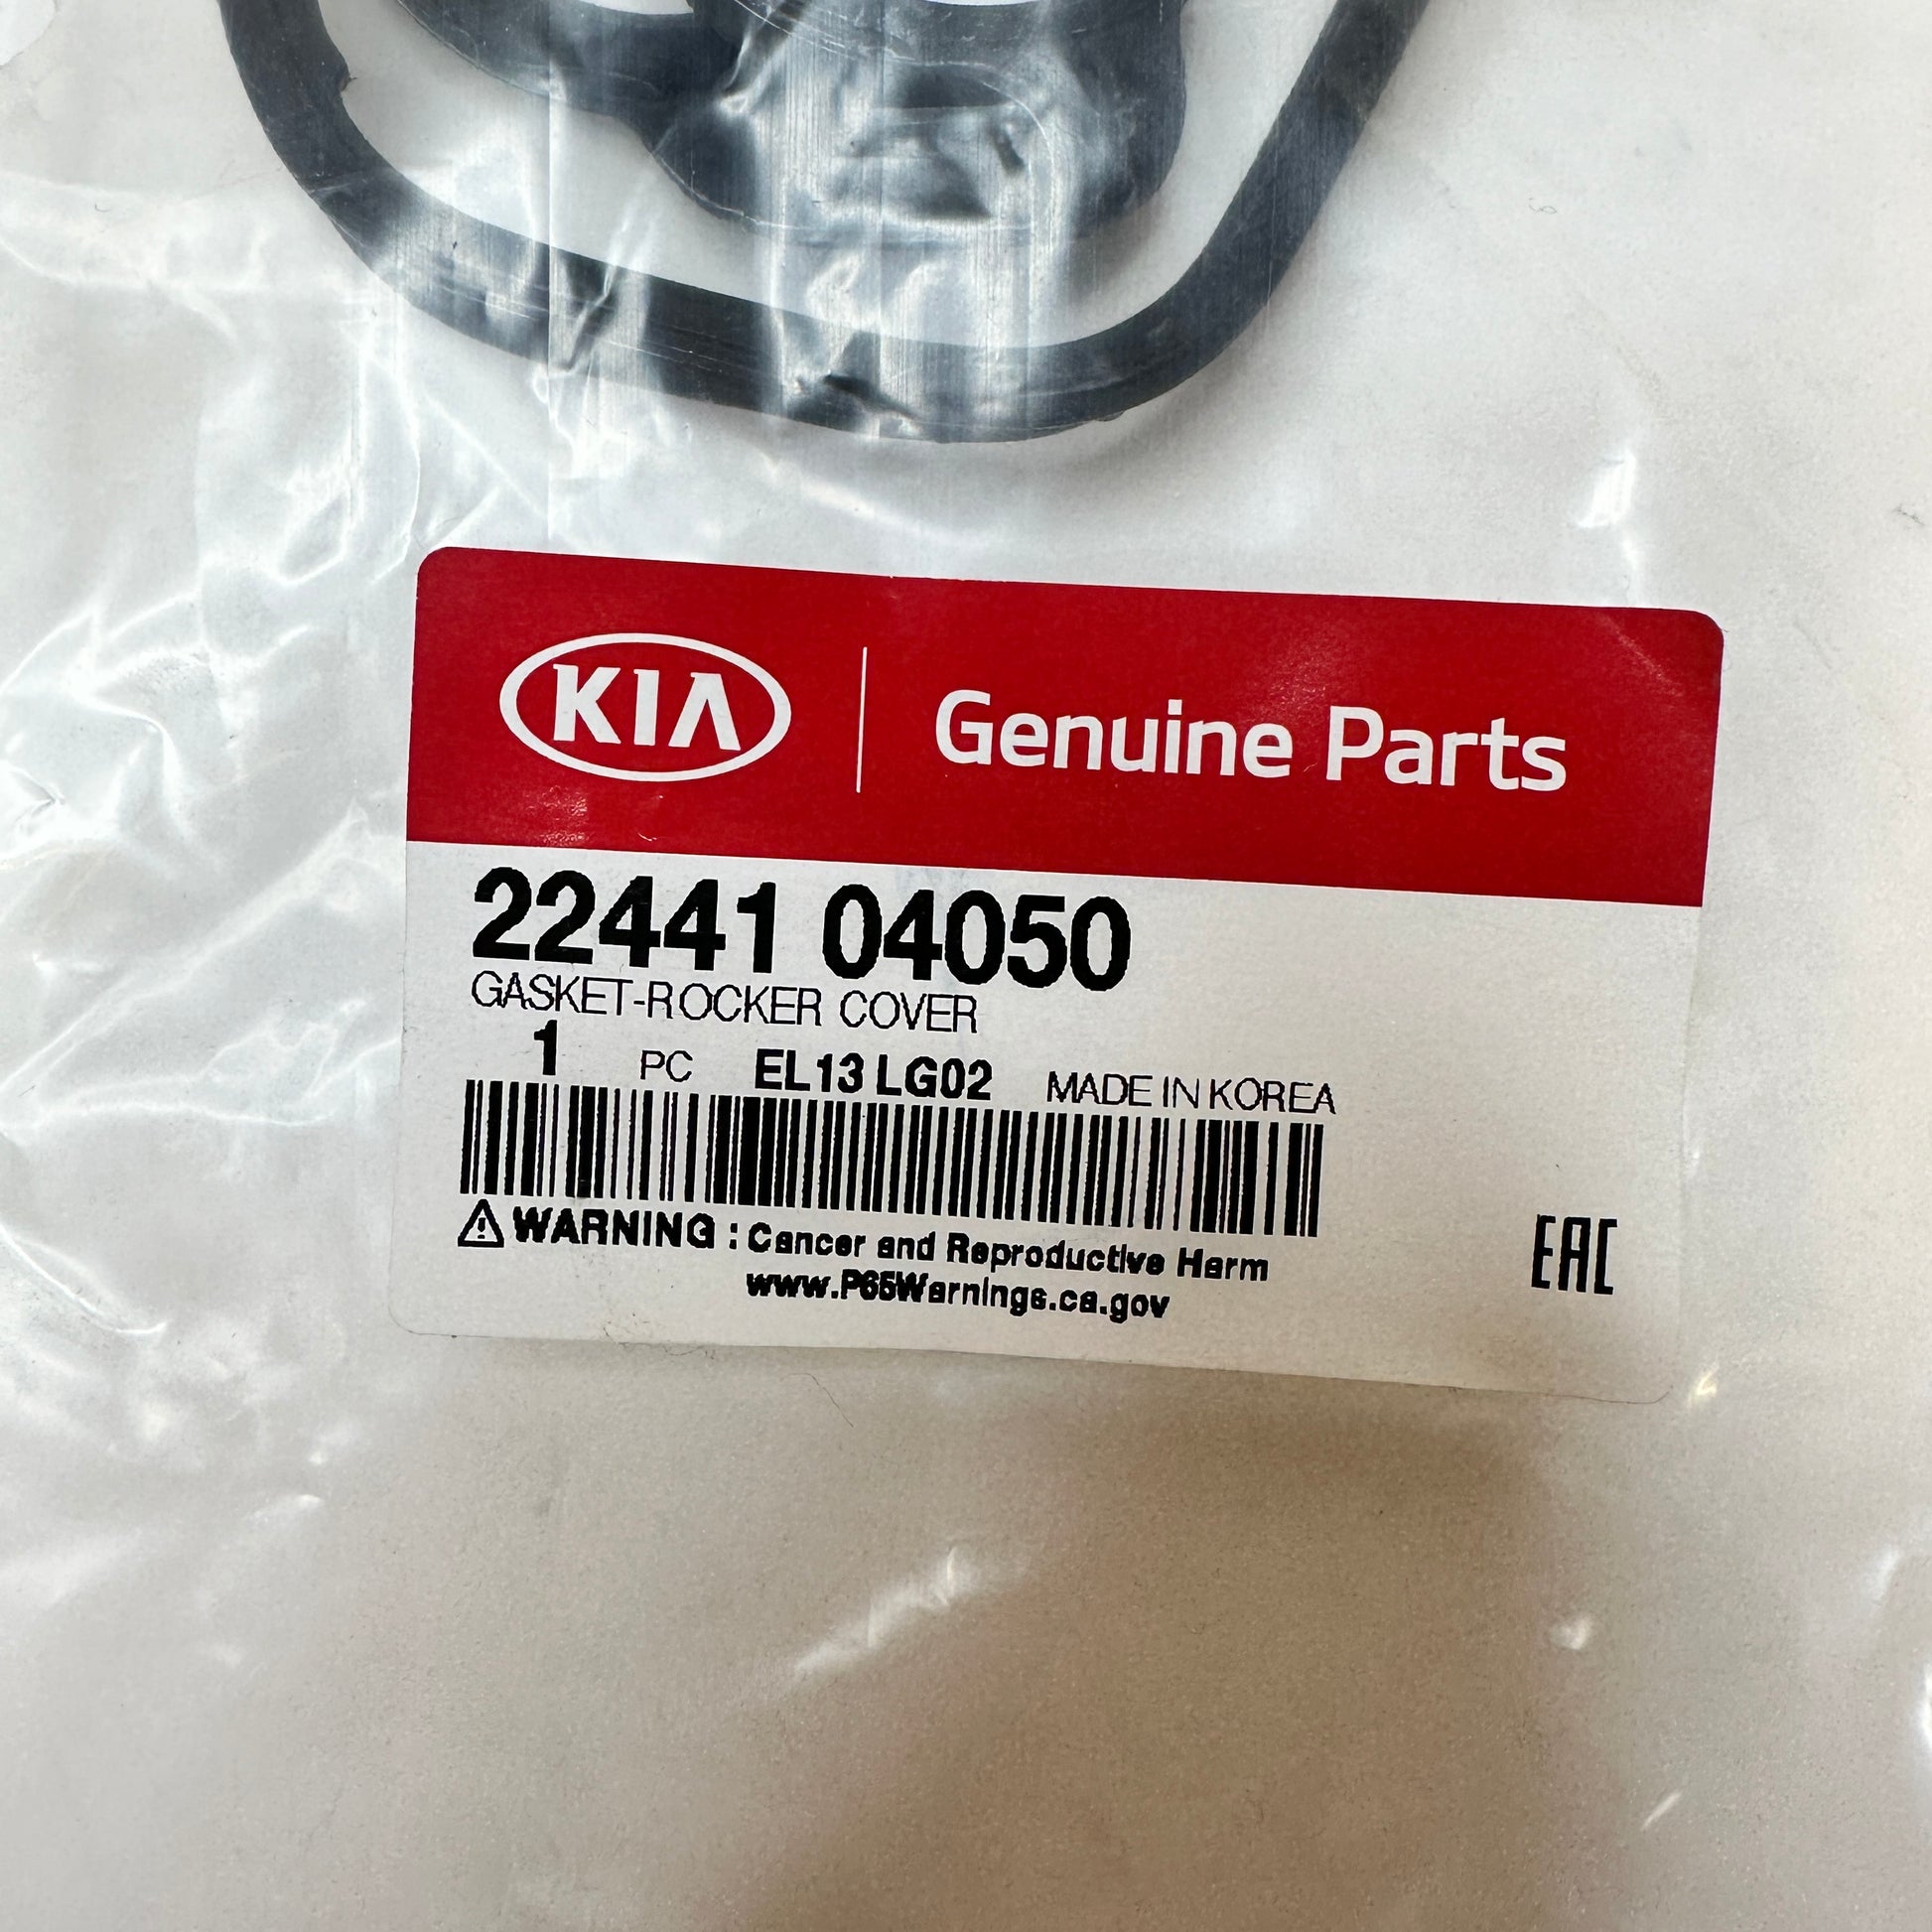 KIA Genuine Parts
22441 04050
GASKET-ROCKER COVER
1 PC EL13 LG02 MADE IN KOREA
WARNING : Cancer and Reproductive Harm
www.P65Warnings.ca.gov
EAC